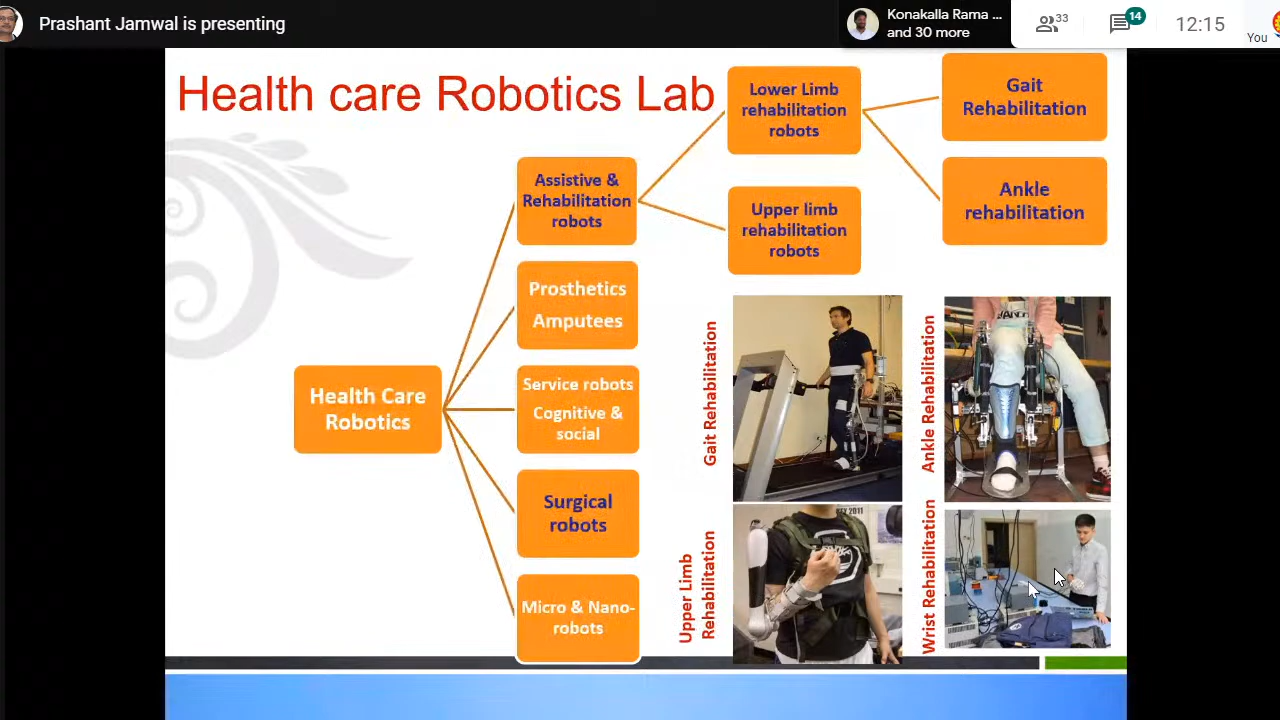 Prashant Jamwal is presenting
Konakalla Rama ...
and 30 more
33
14
12:15
You
Health care Robotics Lab
Lower Limb
rehabilitation
robots
Gait
Rehabilitation
Assistive &
Rehabilitation
robots
Upper limb
rehabilitation
robots
Ankle
rehabilitation
Prosthetics
Amputees
Health Care
Robotics
Service robots
Cognitive &
social
Surgical
robots
Micro & Nano-
robots
Gait Rehabilitation
Ankle Rehabilitation
Upper Limb
Rehabilitation
Wrist Rehabilitation